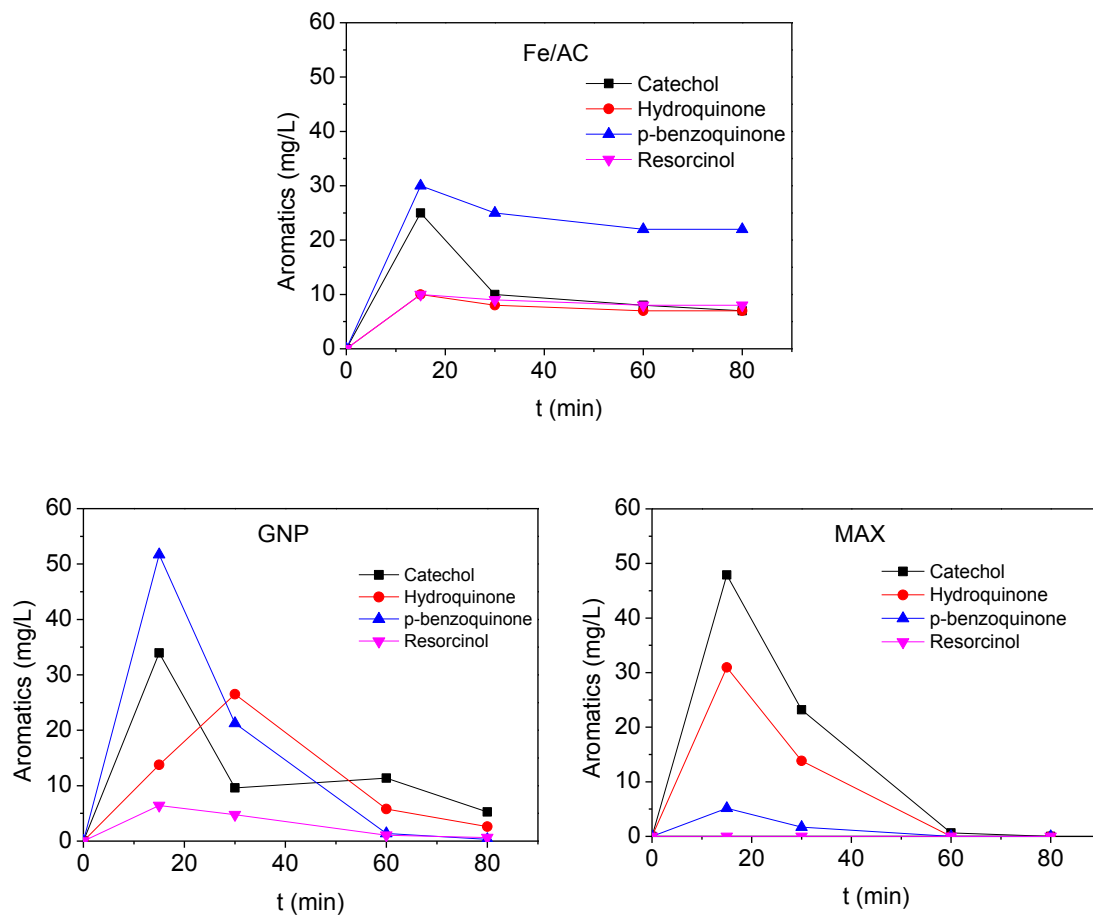 Fe/AC
Catechol
Hydroquinone
p-benzoquinone
Resorcinol
Aromatics (mg/L)
60
50
40
30
20
10
0
0 20 40 60 80
t (min)
GNP
Catechol
Hydroquinone
p-benzoquinone
Resorcinol
Aromatics (mg/L)
60
50
40
30
20
10
0
0 20 40 60 80
t (min)
MAX
Catechol
Hydroquinone
p-benzoquinone
Resorcinol
Aromatics (mg/L)
60
50
40
30
20
10
0
0 20 40 60 80
t (min)